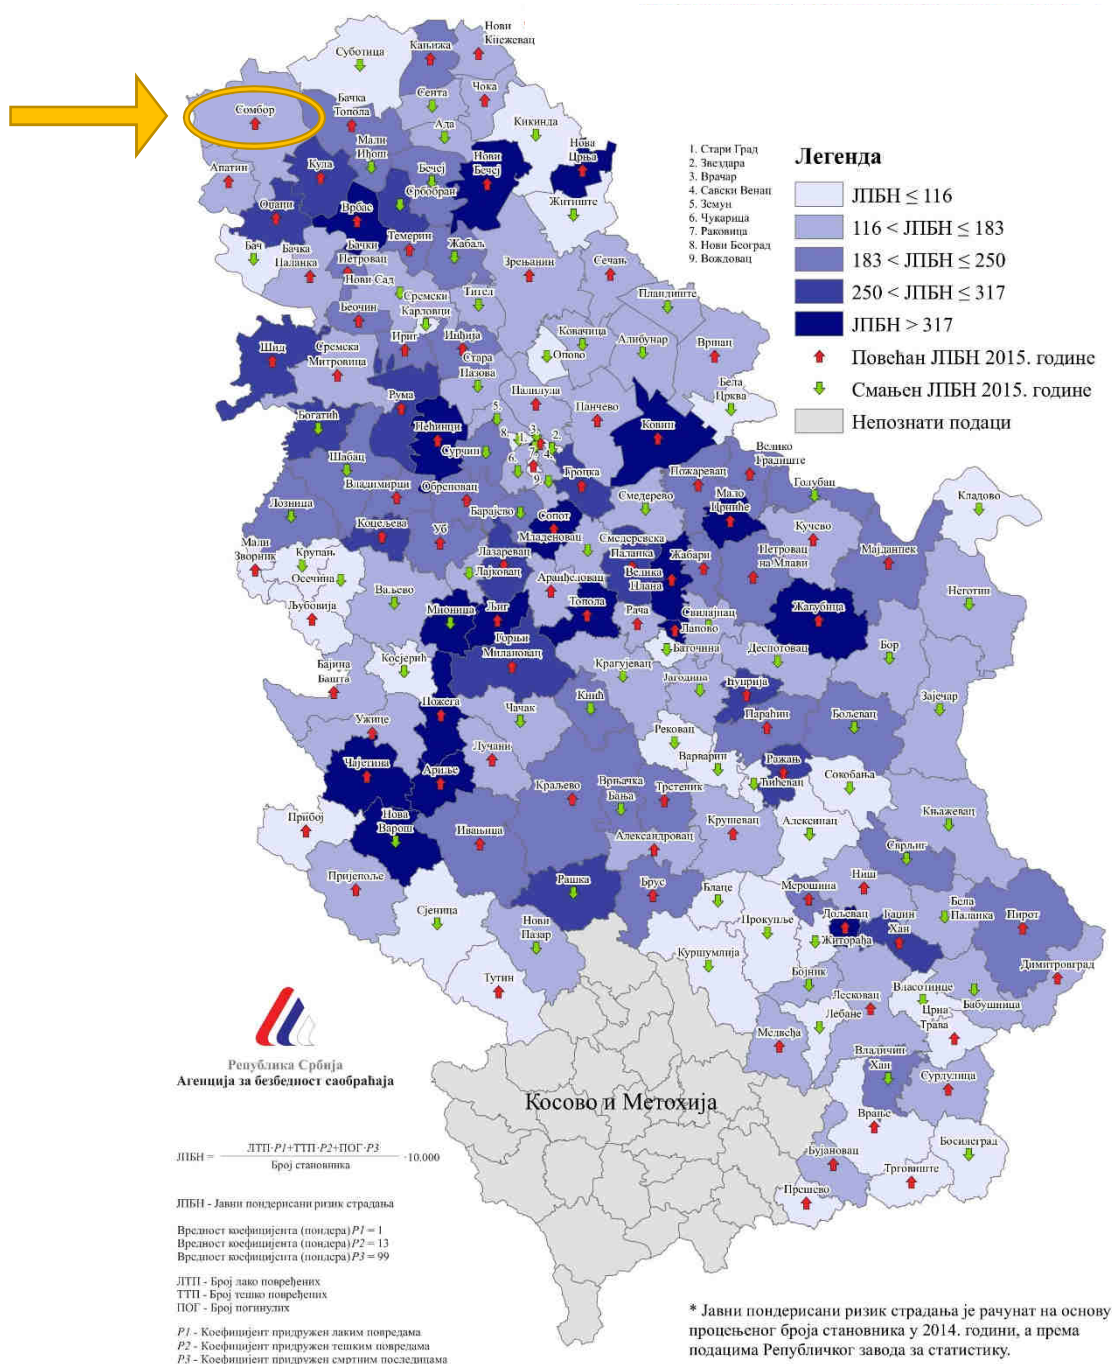 Нови
Кнежевац
Суботица
Кањижа
Чока
Сента
Сомбор
Бачка
Топола
Ада
Кикинда
Мали
Иђош
Нова
Црња
Кула
Бечеј
Нови
Бечеј
Апатин
Србобран
Оџаци
Врбас
Житиште
Темерин
Бач
Бачка
Паланка
Бачки
Петровац
Жабаљ
Зрењанин
Сечањ
Нови Сад
Тител
Пландиште
Беочин
Сремски
Карловци
Ковачица
Алибунар
Вршац
Шид
Сремска
Митровица
Ириг
Инђија
Опово
Стара
Пазова
Бела
Црква
Рума
Палилула
Панчево
Богатић
Пећинци
5.
8.
1.
3.
2.
7.
4.
6.
9.
Ковин
Сурчин
Шабац
Гроцка
Велико
Градиште
Владимирци
Обреновац
Пожаревац
Голубац
Лозница
Барајево
Смедерево
Мало
Црниће
Кладово
Коцељева
Уб
Сопот
Младеновац
Кучево
Мали
Зворник
Крупањ
Лазаревац
Смедеревска
Паланка
Жабари
Петровац
на Млави
Мајданпек
Осечина
Лајковац
Аранђеловац
Велика
Плана
Љубовија
Ваљево
Мионица
Љиг
Топола
Рача
Свилајнац
Жагубица
Неготин
Лапово
Баточина
Горњи
Милановац
Бајина
Башта
Косјерић
Крагујевац
Јагодина
Деспотовац
Бор
Ћуприја
Пожега
Кнић
Зајечар
Ужице
Чачак
Параћин
Бољевац
Рековац
Чајетина
Ариље
Лучани
Варварин
Ражањ
Ћићевац
Сокобања
Прибој
Нова
Варош
Краљево
Врњачка
Бања
Трстеник
Књажевац
Ивањица
Крушевац
Алексинац
Александровац
Сврљиг
Пријепоље
Рашка
Брус
Блаце
Мерошина
Ниш
Бела
Паланка
Пирот
Сјеница
Нови
Пазар
Прокупље
Дољевац
Гаџин
Хан
Житорађа
Куршумлија
Димитровград
Тутин
Бојник
Власотинце
Бабушница
Лесковац
Лебане
Црна
Трава
Медвеђа
Владичин
Хан
Сурдулица
Врање
Босилеград
Бујановац
Трговиште
Прешево
Косово и Метохија
1. Стари Град
2. Звездара
3. Врачар
4. Савски Венац
5. Земун
6. Чукарица
7. Раковица
8. Нови Београд
9. Вождовац
Легенда
ЈПБН ≤ 116
116 < ЈПБН ≤ 183
183 < ЈПБН ≤ 250
250 < ЈПБН ≤ 317
ЈПБН > 317
Повећан ЈПБН 2015. године
Смањен ЈПБН 2015. године
Непознати подаци
Република Србија
Агенција за безбедност саобраћаја
ЈПБН = ЛТП·P1+ТТП·P2+ПОГ·P3
Број становника
·10.000
ЈПБН - Јавни пондерисани ризик страдања
Вредност коефицијента (пондера) P1 = 1
Вредност коефицијента (пондера) P2 = 13
Вредност коефицијента (пондера) P3 = 99
ЛТП - Број лако повређених
ТТП - Број тешко повређених
ПОГ - Број погинулих
P1 - Коефицијент придружен лаким повредама
P2 - Коефицијент придружен тешким повредама
P3 - Коефицијент придружен смртним последицама
* Јавни пондерисани ризик страдања је рачунат на основу
процењеног броја становника у 2014. години, а према
подацима Републичког завода за статистику.